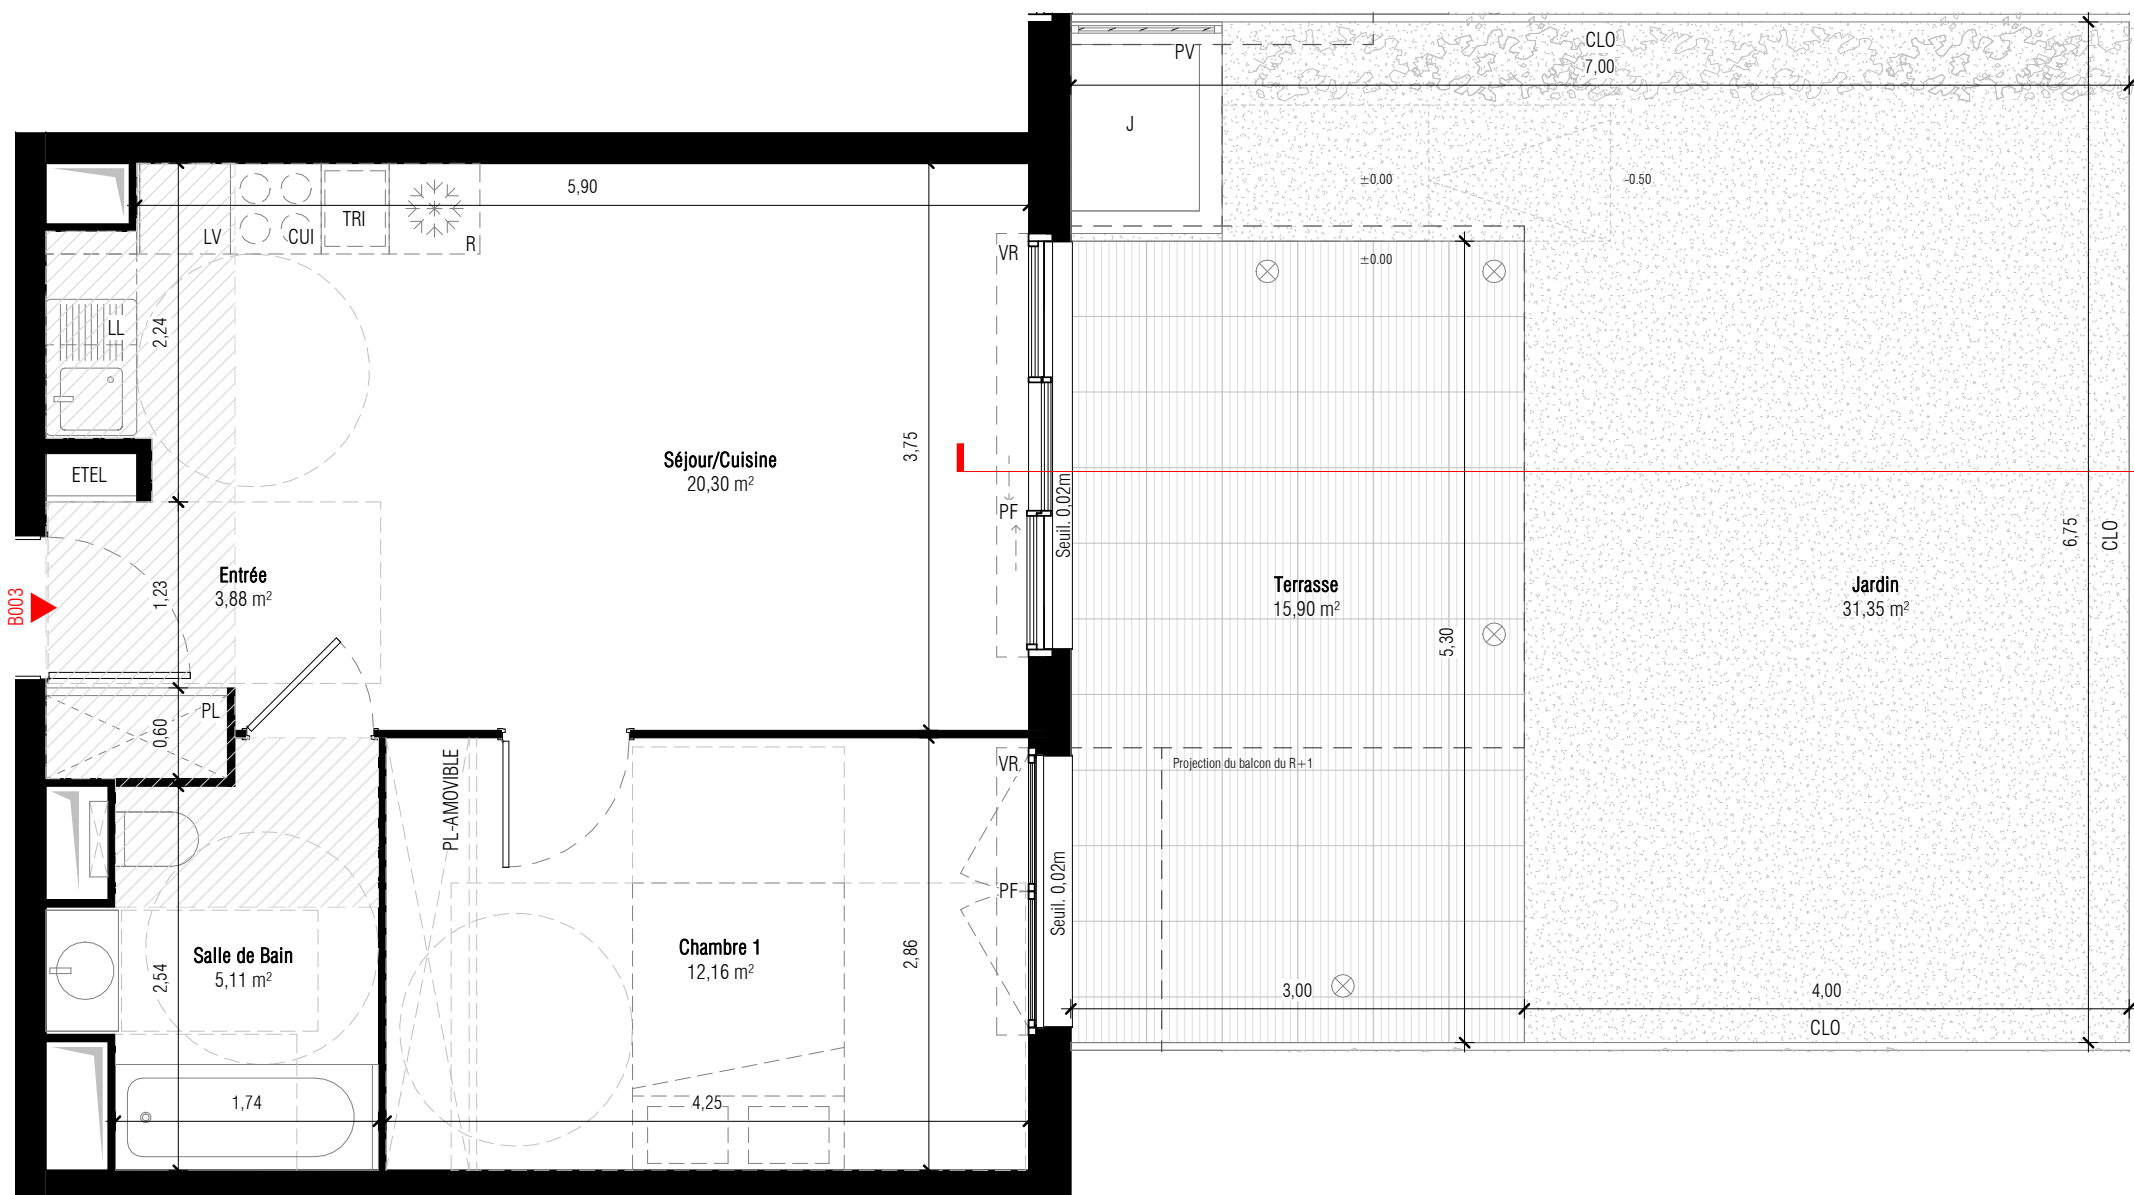 CLO
7,00
PV
J
±0.00
-0.50
5,90
TRI
LV
CUI
R
VR
±0.00
LL
2,24
Séjour/Cuisine
20,30 m²
3,75
ETEL
PF
Seuil. 0,02m
6,75
CLO
B003
Entrée
3,88 m²
1,23
Terrasse
15,90 m²
5,30
Jardin
31,35 m²
PL
0,60
PL-AMOVIBLE
VR
Projection du balcon du R+1
PF
Seuil. 0,02m
Salle de Bain
5,11 m²
2,54
Chambre 1
12,16 m²
2,86
3,00
4,00
CLO
1,74
4,25